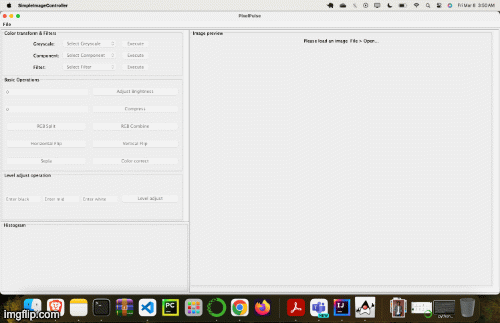 SimpleImageController
Fri Mar 8 3:50 AM
PixelPulse
File
Color transform & Filters
Greyscale: Select Greyscale Execute
Component: Select Component Execute
Filter: Select Filter Execute
Basic Operations
0 Adjust Brightness
0 Compress
RGB Split RGB Combine
Horizontal Flip Vertical Flip
Sepia Color correct
Level adjust operation
Enter black Enter mid Enter white Level adjust
Histogram
Image preview
Please load an image File > Open...
imgflip.com